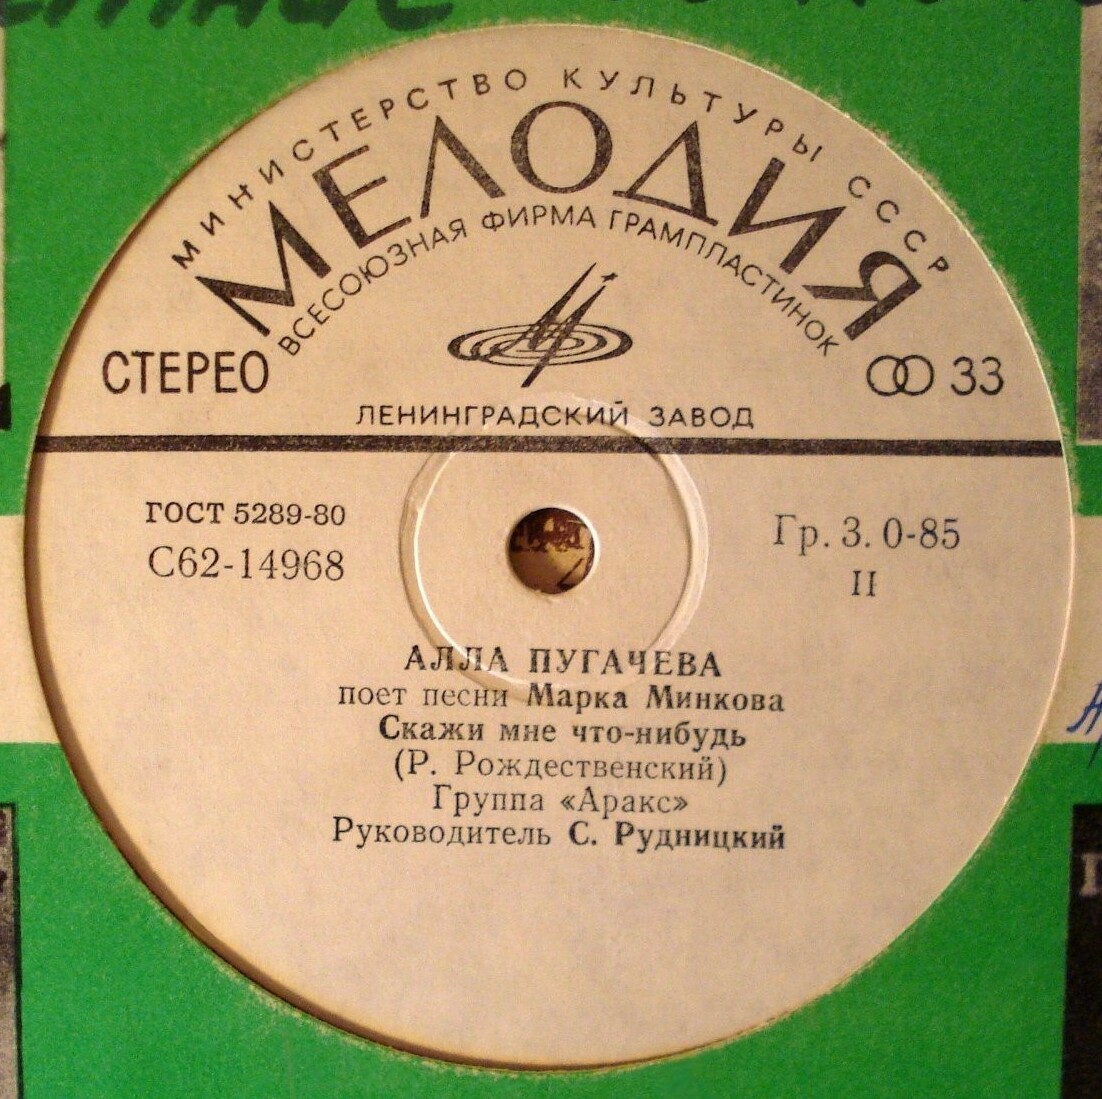 МИНИСТЕРСТВО КУЛЬТУРЫ СССР
МЕЛОДИЯ
ВСЕСОЮЗНАЯ ФИРМА ГРАМПЛАСТИНОК
СТЕРЕО
33
ЛЕНИНГРАДСКИЙ ЗАВОД
ГОСТ 5289-80
С62-14968
Гр. 3. 0-85
II
АЛЛА ПУГАЧЕВА
поет песни Марка Минкова
Скажи мне что-нибудь
(Р. Рождественский)
Группа «Аракс»
Руководитель С. Рудницкий